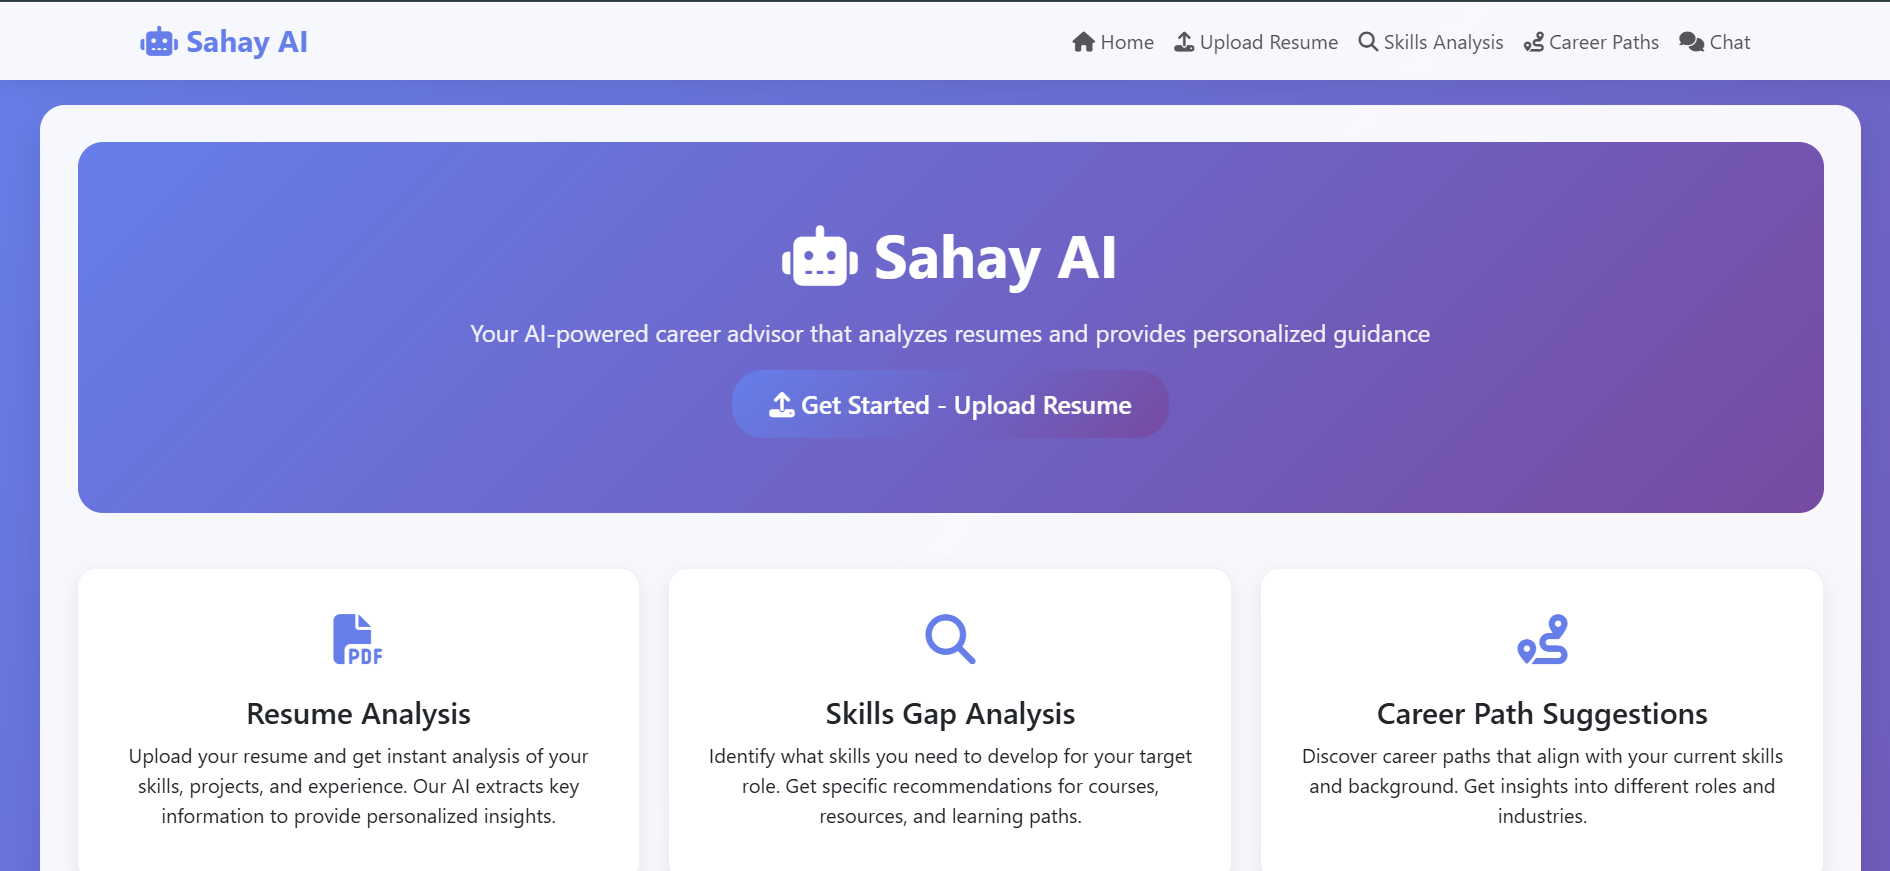 Sahay AI
Home
Upload Resume
Skills Analysis
Career Paths
Chat
Sahay AI
Your AI-powered career advisor that analyzes resumes and provides personalized guidance
Get Started - Upload Resume
PDF
Resume Analysis
Upload your resume and get instant analysis of your
skills, projects, and experience. Our AI extracts key
information to provide personalized insights.
Skills Gap Analysis
Identify what skills you need to develop for your target
role. Get specific recommendations for courses,
resources, and learning paths.
Career Path Suggestions
Discover career paths that align with your current skills
and background. Get insights into different roles and
industries.